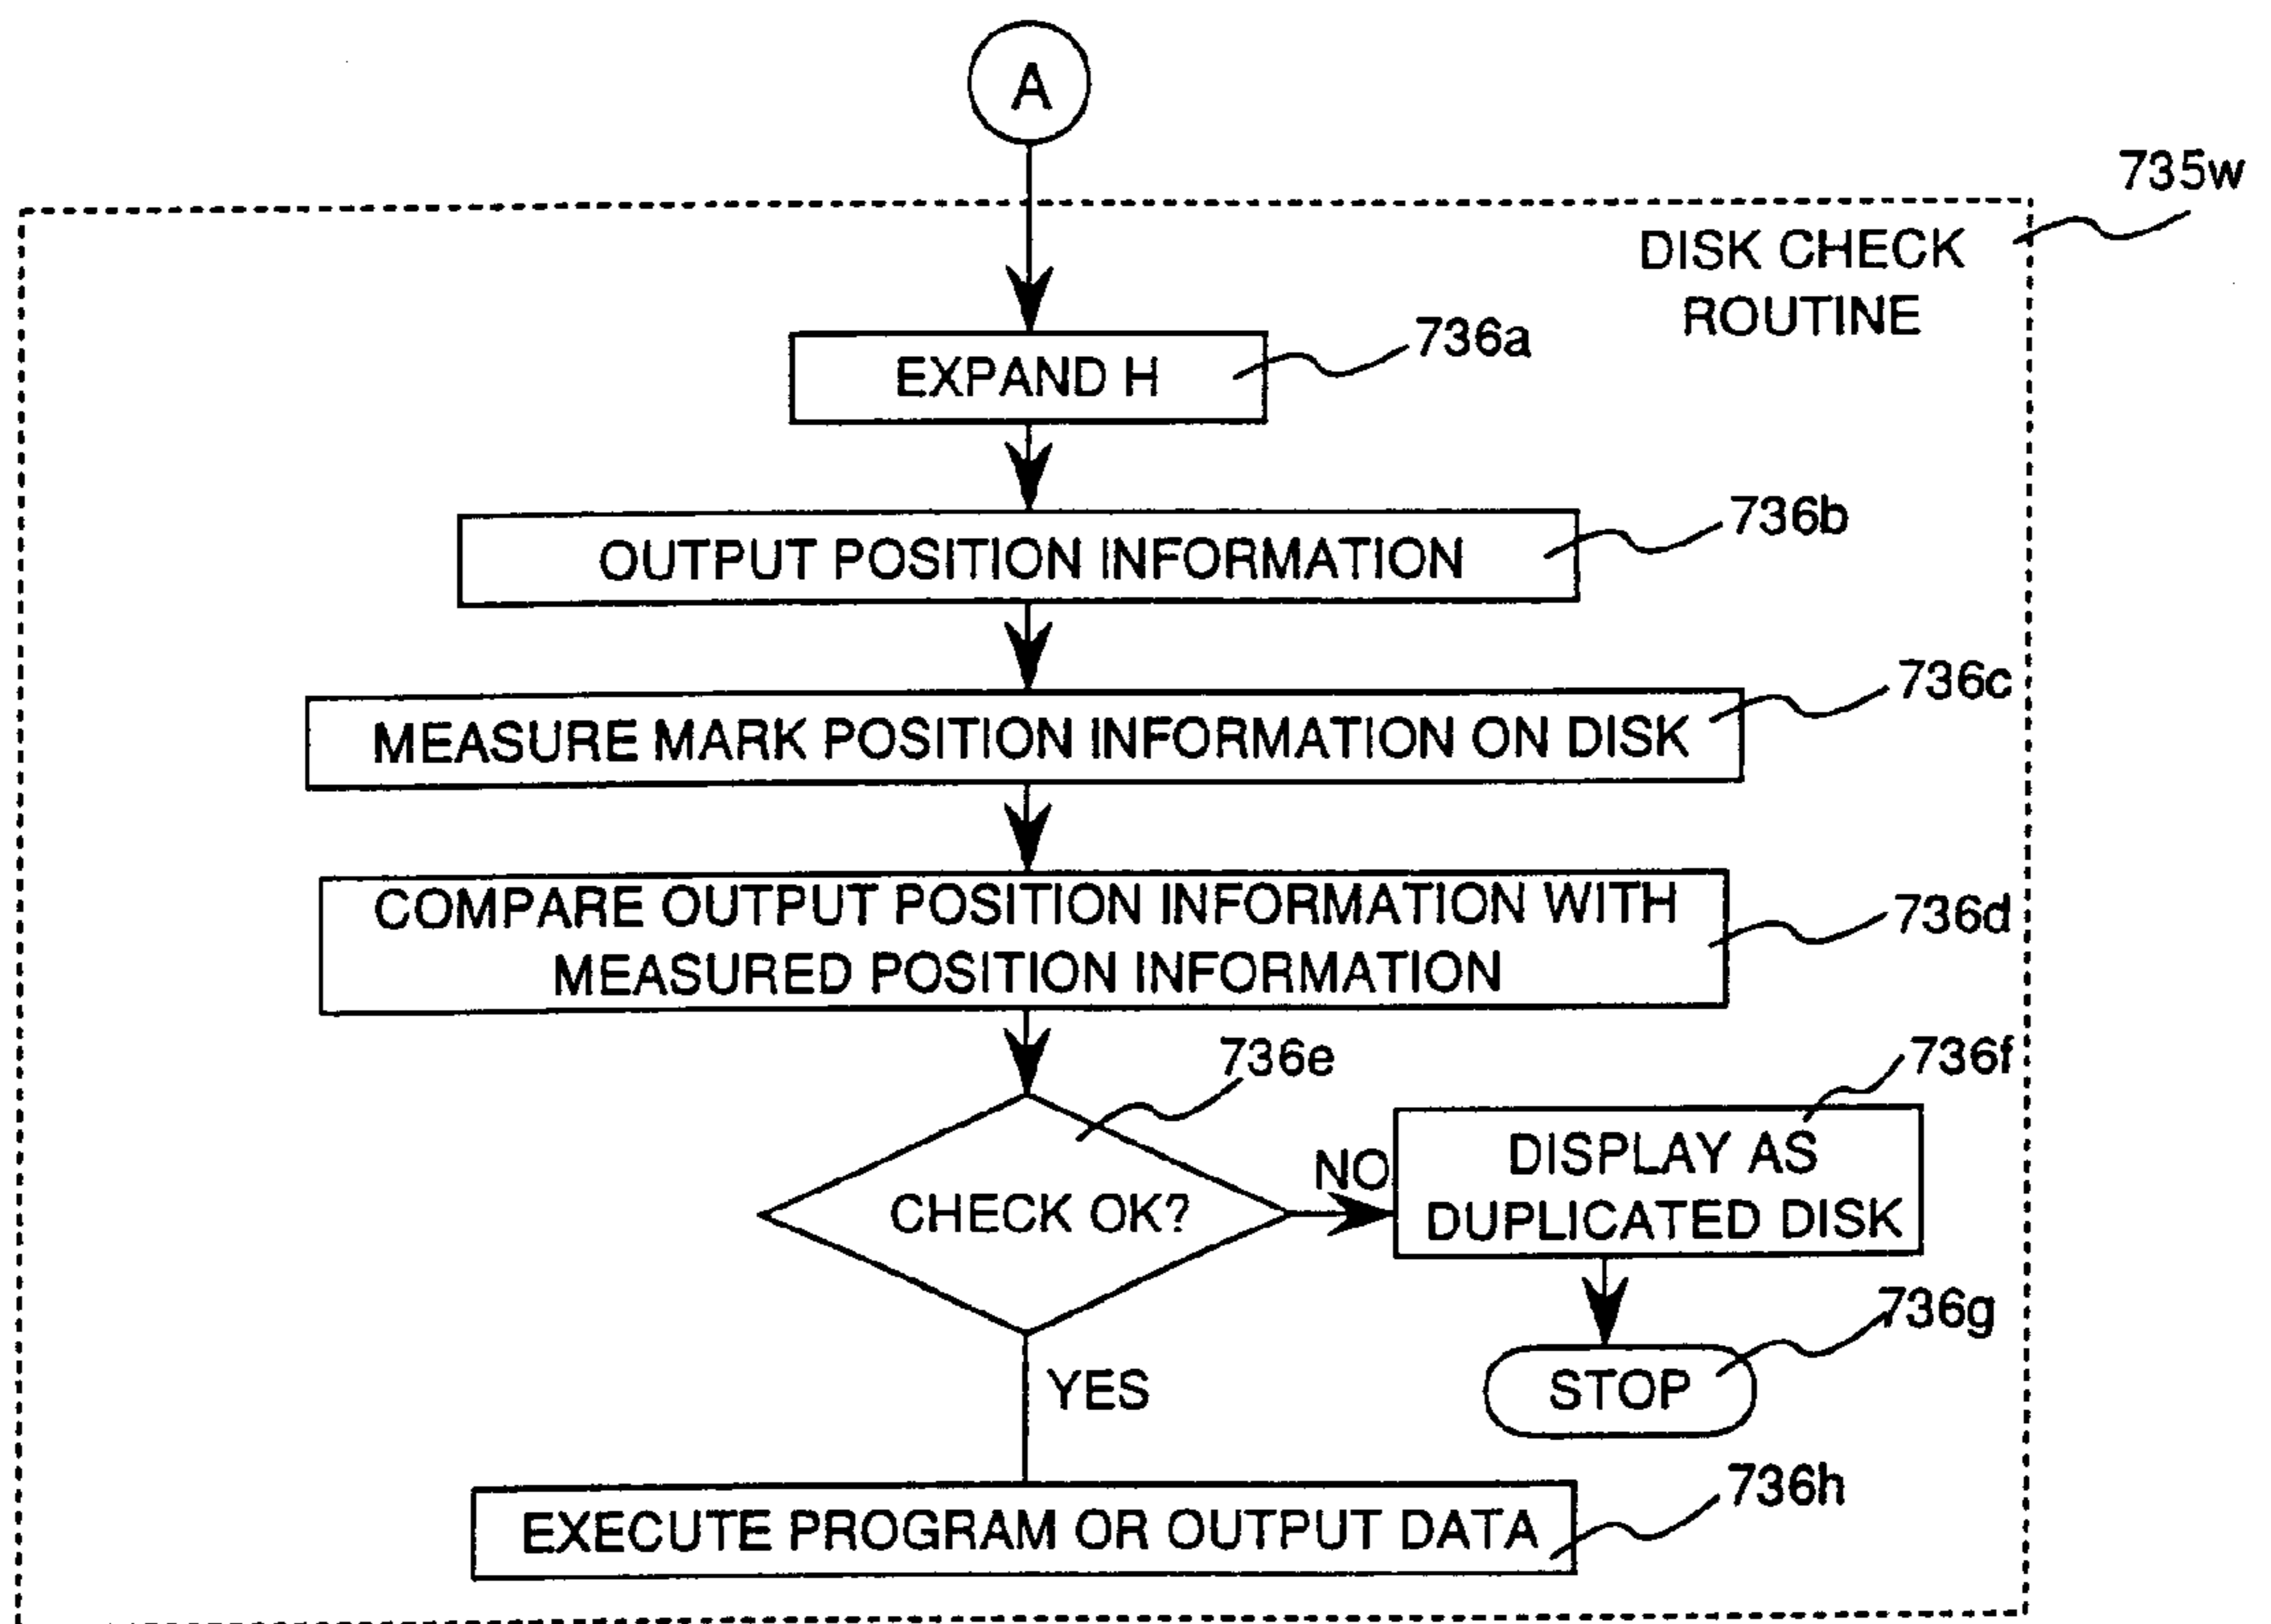 A
735w
DISK CHECK
ROUTINE
736a
EXPAND H
736b
OUTPUT POSITION INFORMATION
736c
MEASURE MARK POSITION INFORMATION ON DISK
COMPARE OUTPUT POSITION INFORMATION WITH
MEASURED POSITION INFORMATION
736d
736e
736f
CHECK OK?
NO
DISPLAY AS
DUPLICATED DISK
736g
YES
STOP
736h
EXECUTE PROGRAM OR OUTPUT DATA